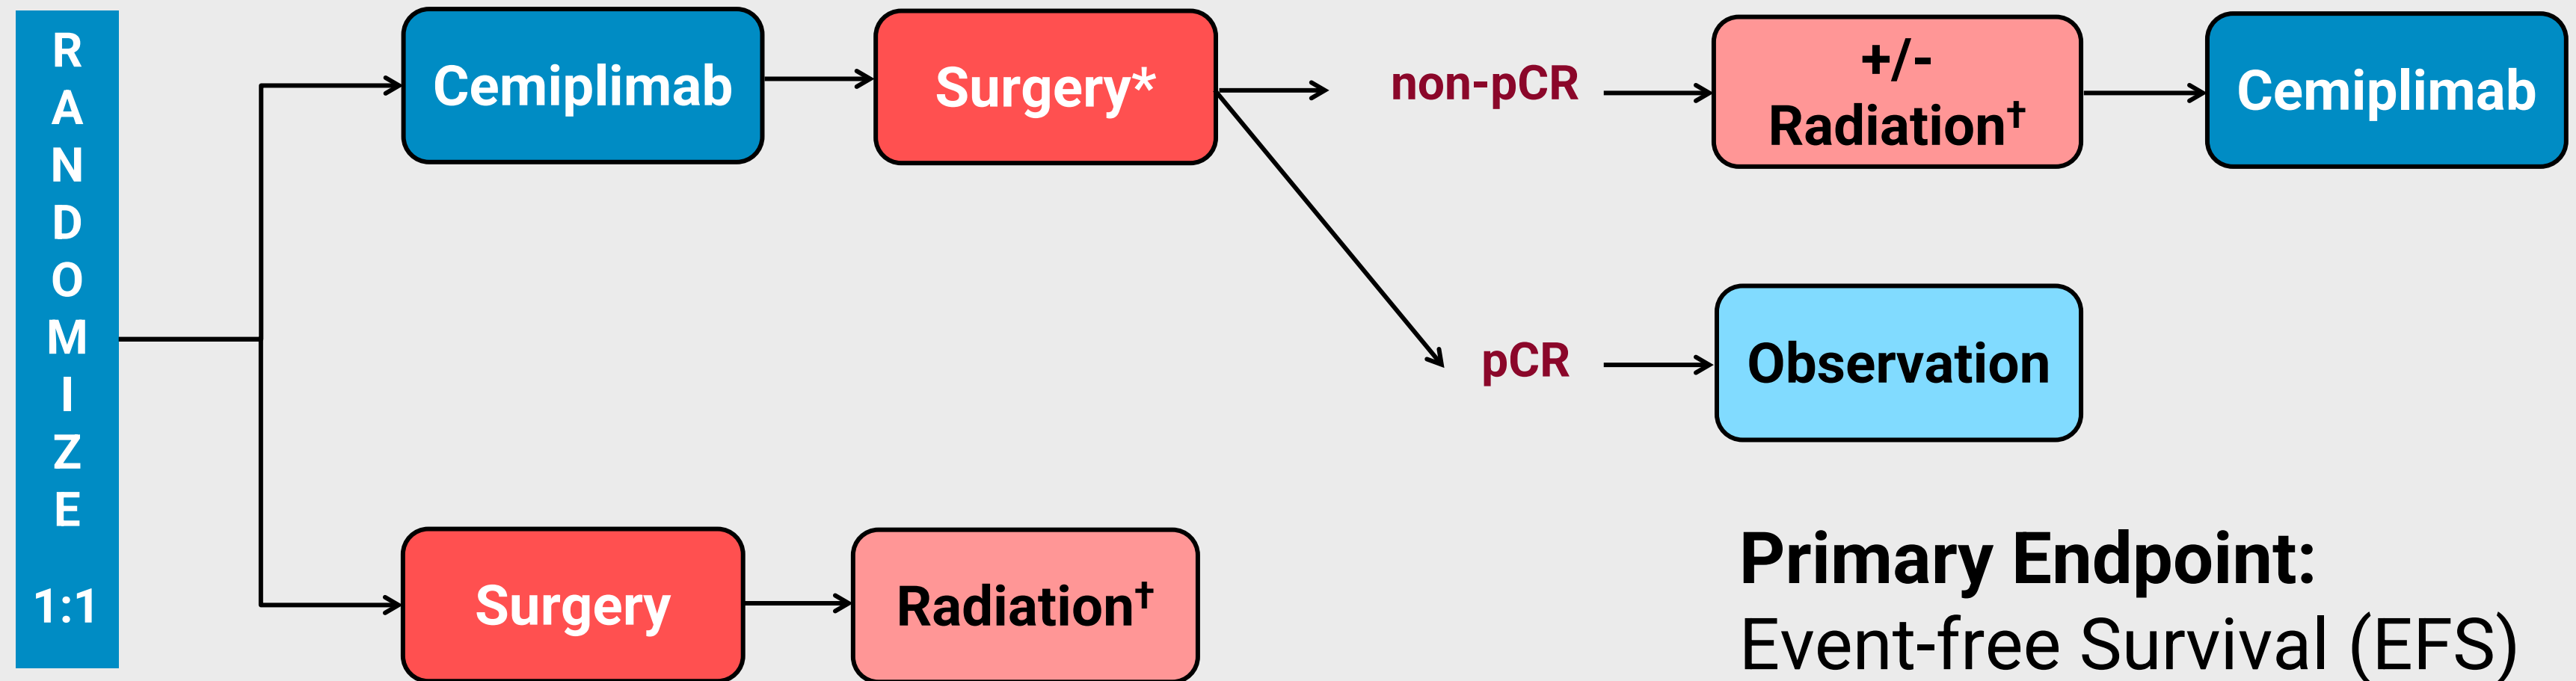 RANDOMIZE
1:1
Cemiplimab
Surgery*
non-pCR
+/-
Radiation†
Cemiplimab
pCR
Observation
Surgery
Radiation†
Primary Endpoint:
Event-free Survival (EFS)